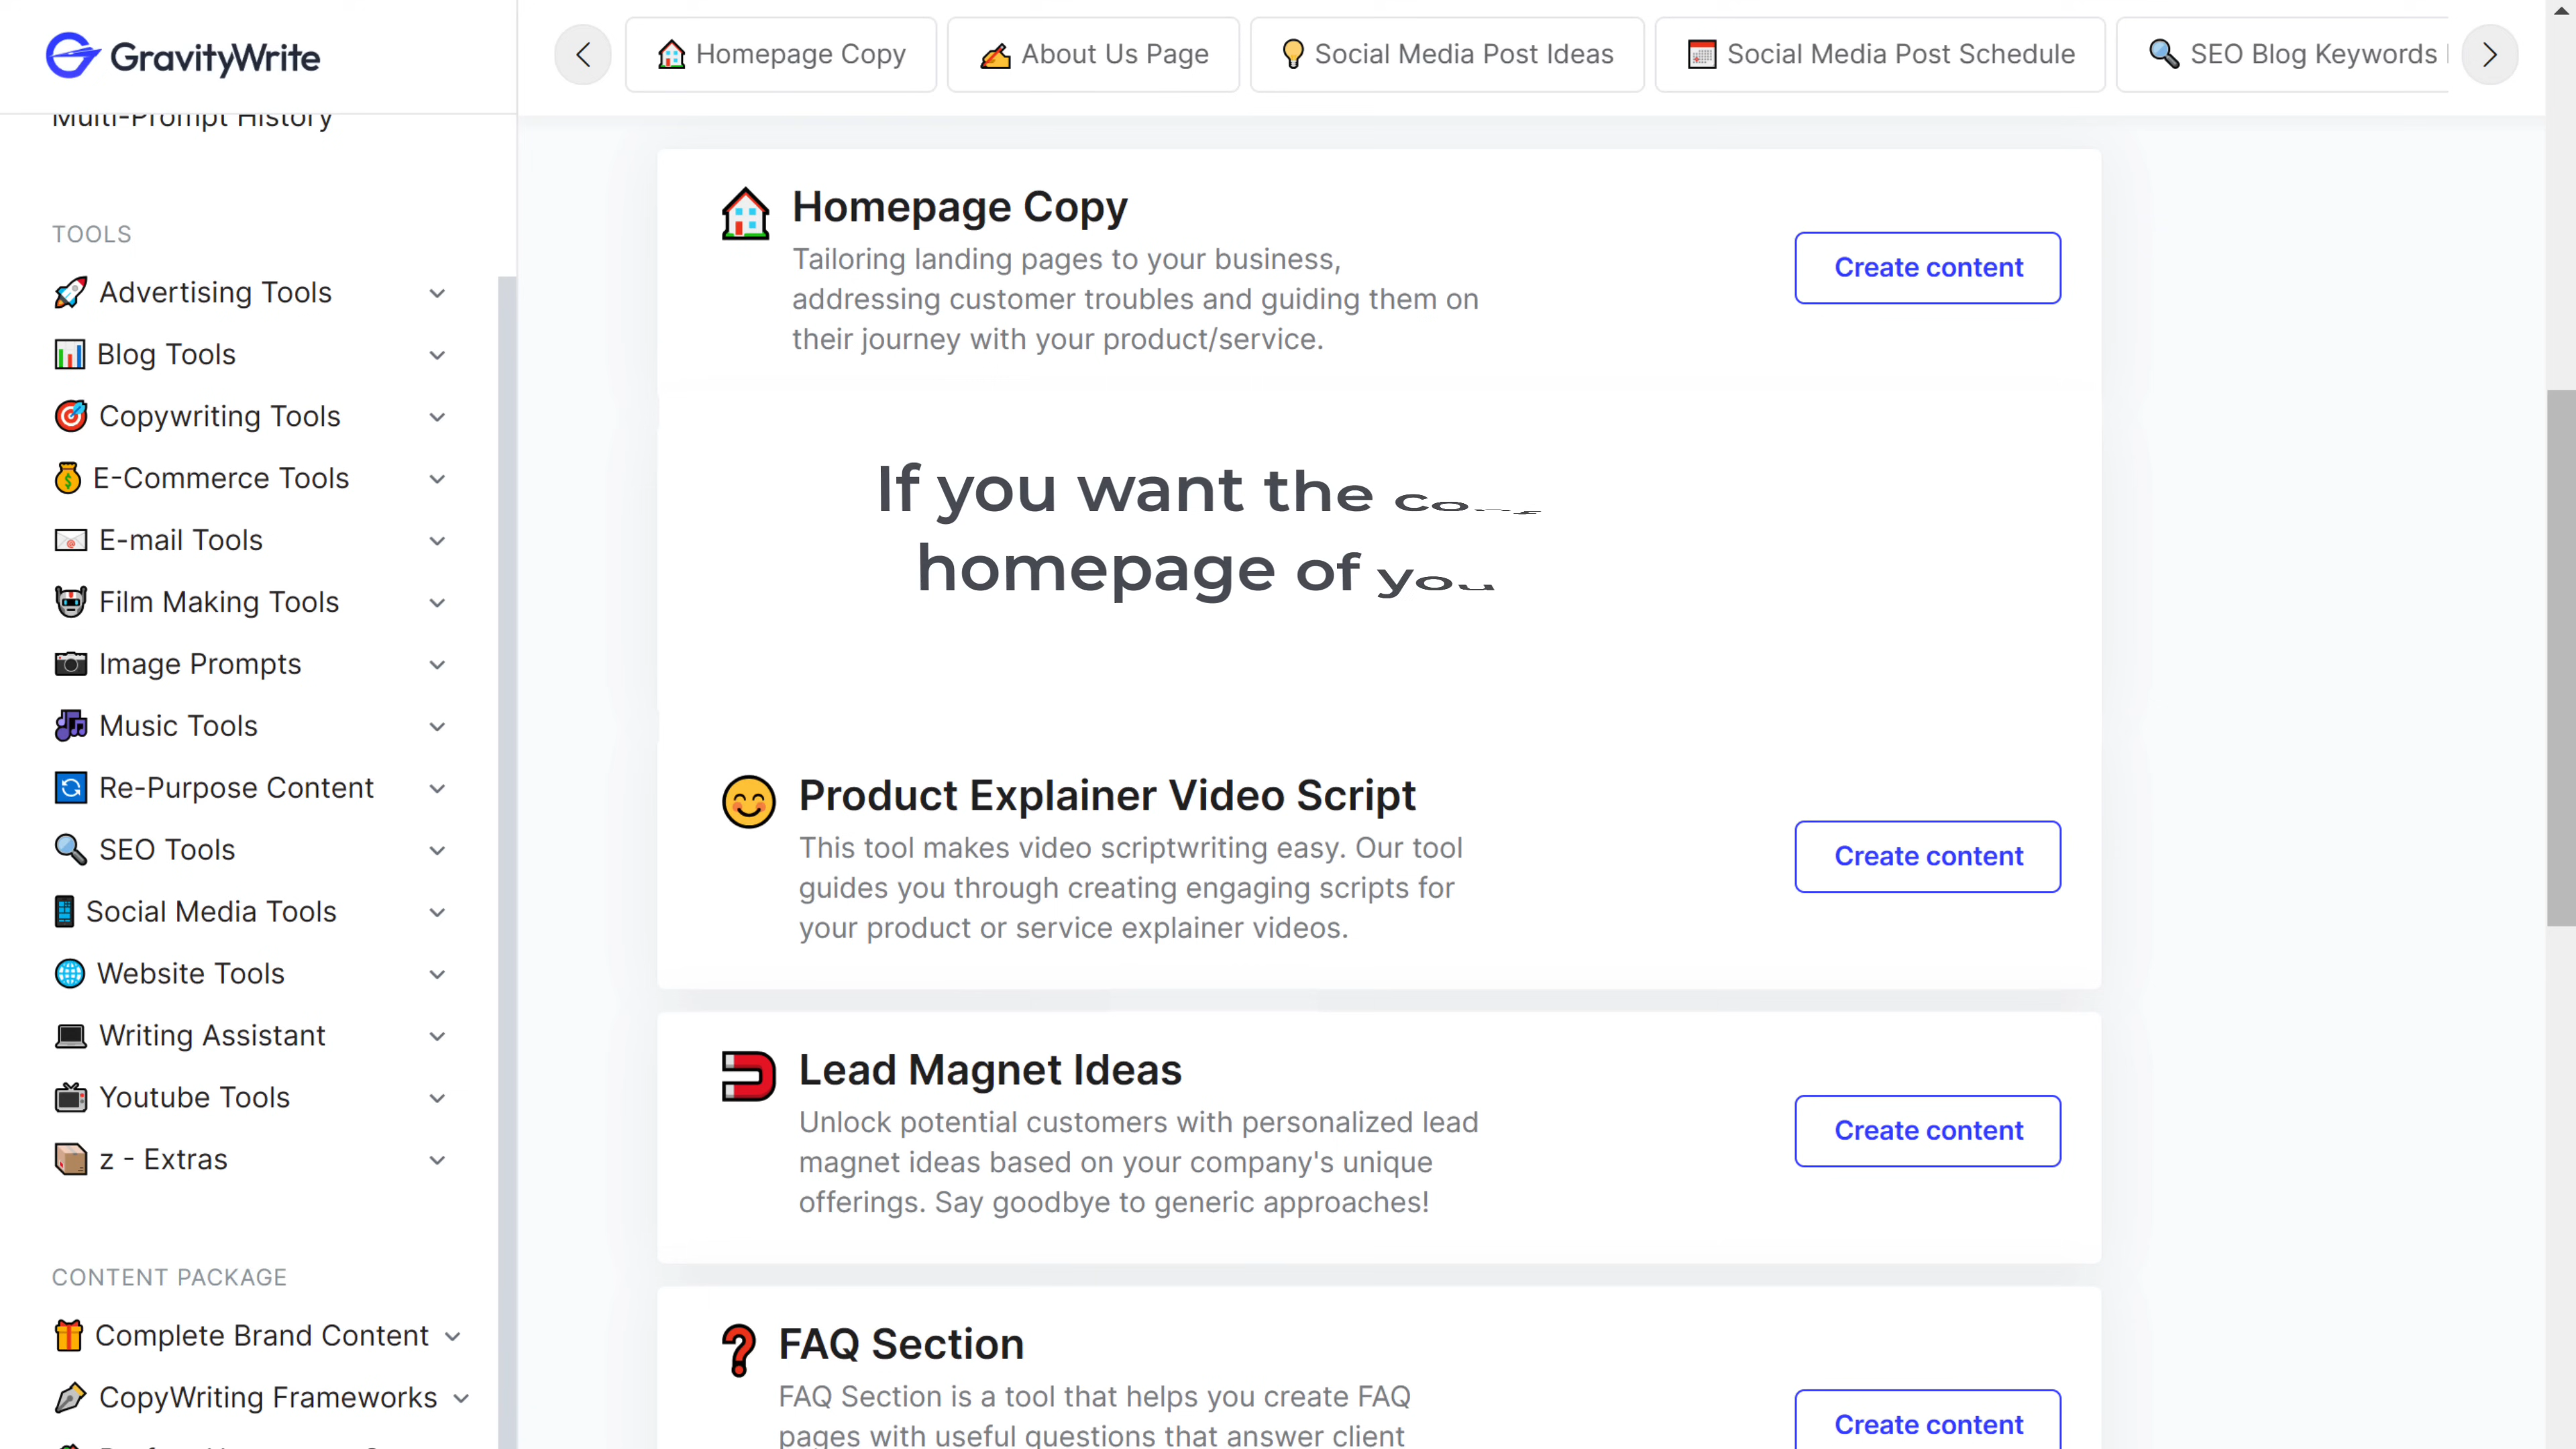 GravityWrite
Homepage Copy
About Us Page
Social Media Post Ideas
Social Media Post Schedule
SEO Blog Keywords
Multi-Prompt History
TOOLS
Advertising Tools
Blog Tools
Copywriting Tools
E-Commerce Tools
E-mail Tools
Film Making Tools
Image Prompts
Music Tools
Re-Purpose Content
SEO Tools
Social Media Tools
Website Tools
Writing Assistant
Youtube Tools
z - Extras
CONTENT PACKAGE
Complete Brand Content
CopyWriting Frameworks
Homepage Copy
Tailoring landing pages to your business,
addressing customer troubles and guiding them on
their journey with your product/service.
Create content
If you want the
homepage of you
Product Explainer Video Script
This tool makes video scriptwriting easy. Our tool
guides you through creating engaging scripts for
your product or service explainer videos.
Create content
Lead Magnet Ideas
Unlock potential customers with personalized lead
magnet ideas based on your company's unique
offerings. Say goodbye to generic approaches!
Create content
FAQ Section
FAQ Section is a tool that helps you create FAQ
pages with useful questions that answer client
Create content